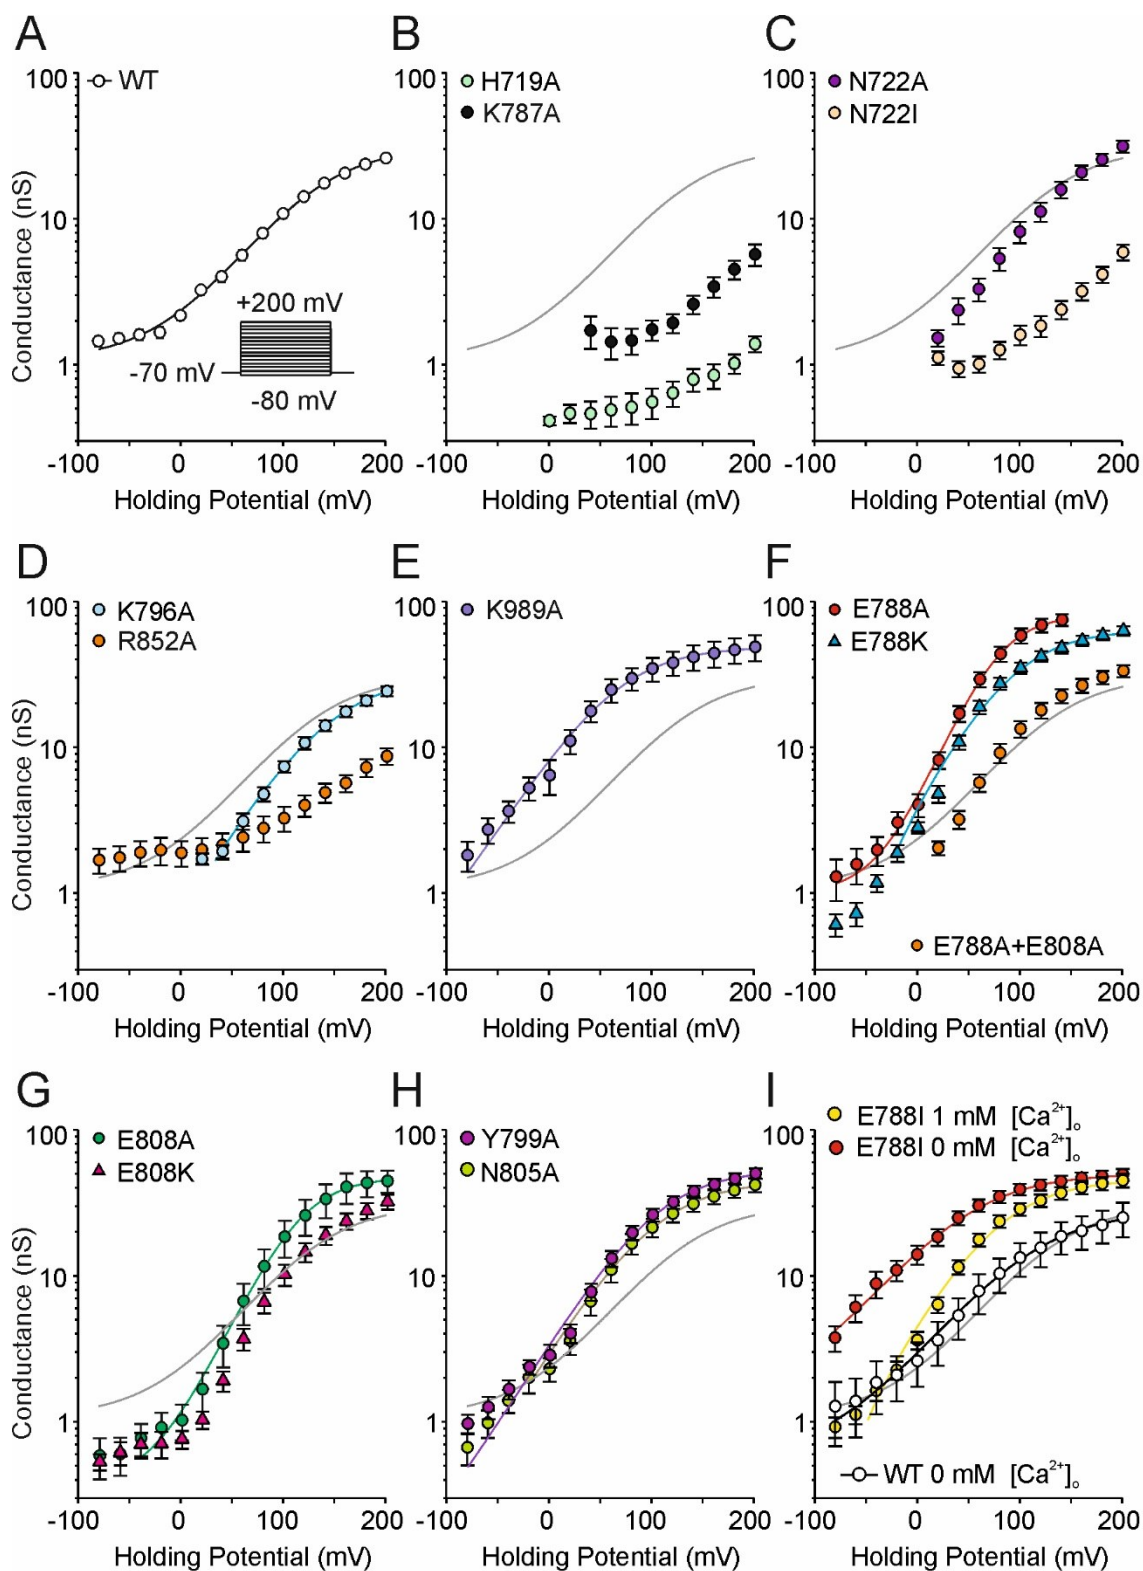 A
B
C
100
10
1
Conductance (nS)
WT
+200 mV
-70 mV
-80 mV
-100 0 100 200
Holding Potential (mV)
100
10
1
H719A
K787A
-100 0 100 200
Holding Potential (mV)
100
10
1
N722A
N722I
-100 0 100 200
Holding Potential (mV)
D
E
F
100
10
1
Conductance (nS)
K796A
R852A
-100 0 100 200
Holding Potential (mV)
100
10
1
K989A
-100 0 100 200
Holding Potential (mV)
100
10
1
E788A
E788K
E788A+E808A
-100 0 100 200
Holding Potential (mV)
G
H
I
100
10
1
Conductance (nS)
E808A
E808K
-100 0 100 200
Holding Potential (mV)
100
10
1
Y799A
N805A
-100 0 100 200
Holding Potential (mV)
100
10
1
E788I 1 mM [Ca²⁺]ₒ
E788I 0 mM [Ca²⁺]ₒ
WT 0 mM [Ca²⁺]ₒ
-100 0 100 200
Holding Potential (mV)